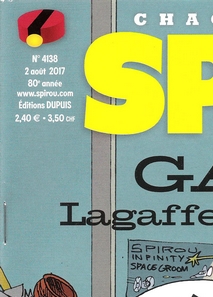 CHA
SP
N° 4138
2 août 2017
80e année
www.spirou.com
Éditions DUPUIS
2,40 € • 3,50 CHF
GA
Lagaffe
SPIROU
INFINITY
SPACE GROOM